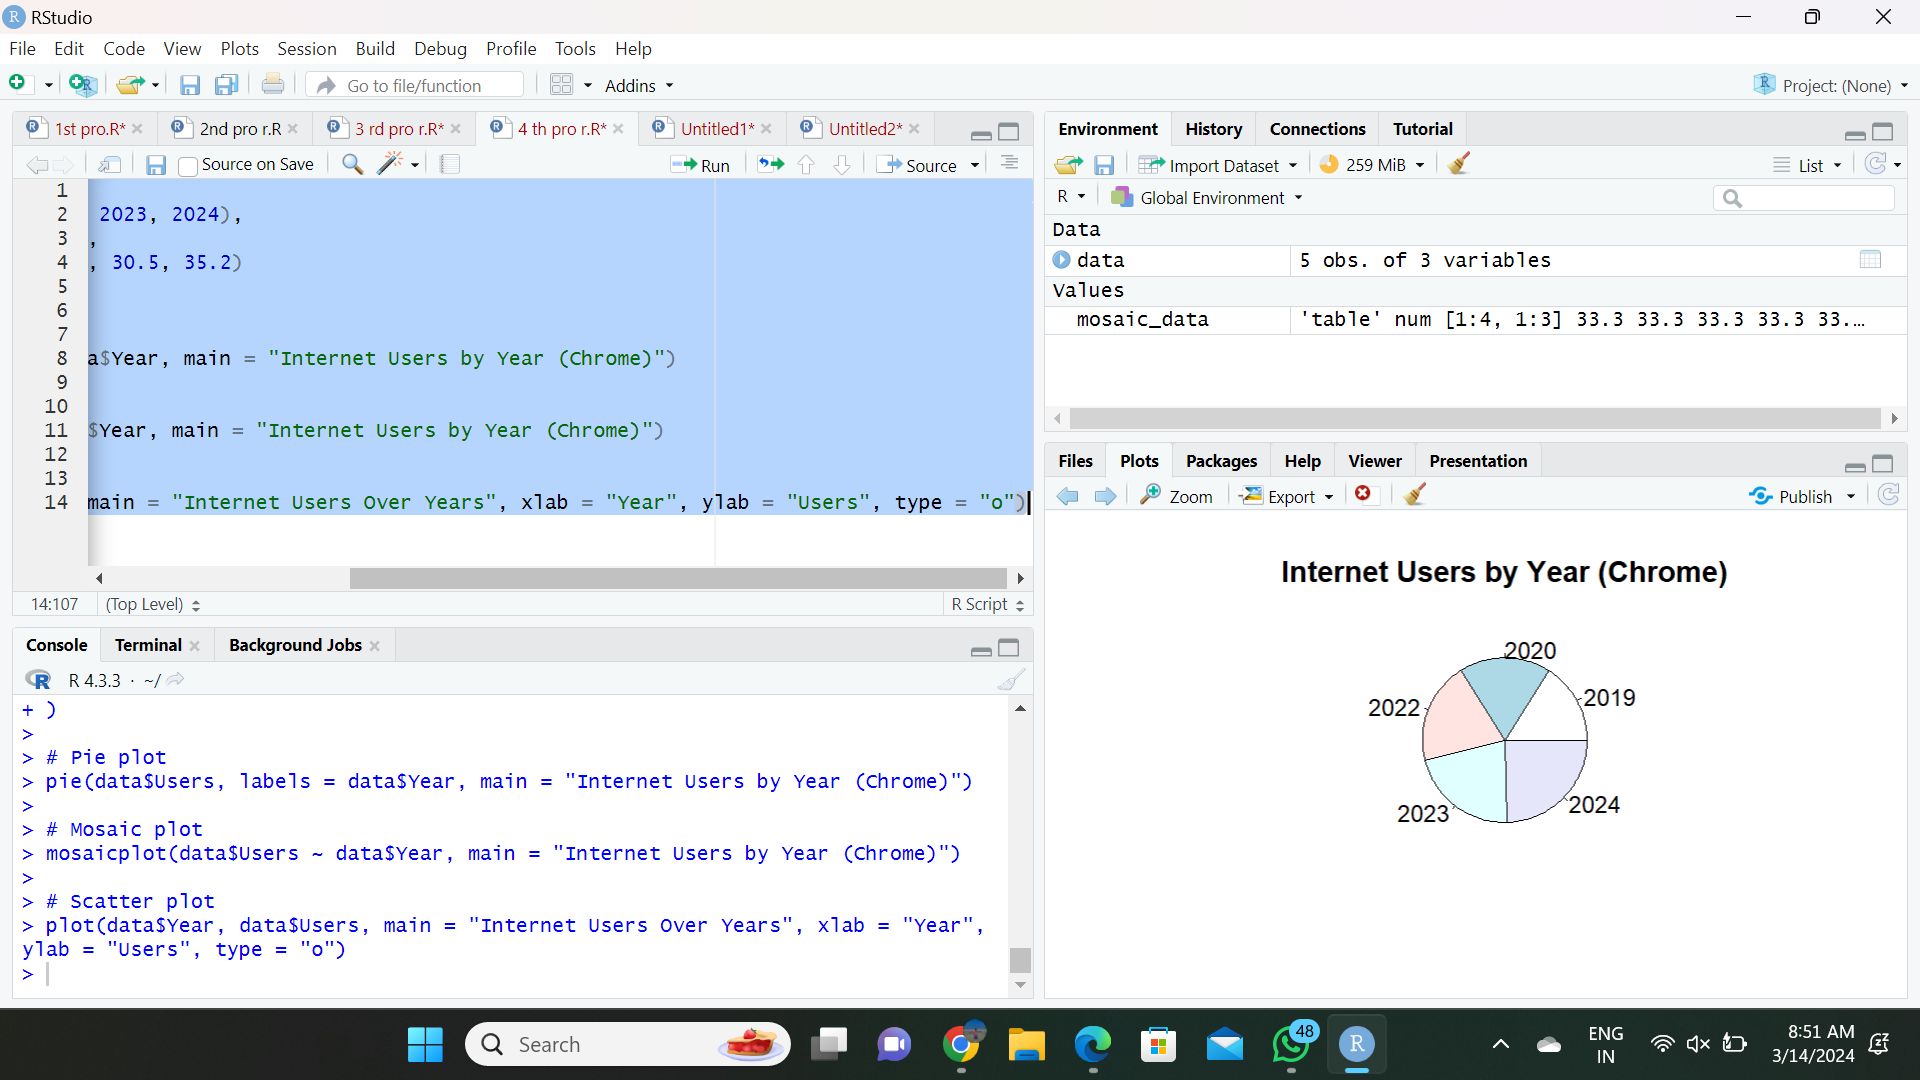 RStudio
File Edit Code View Plots Session Build Debug Profile Tools Help
Go to file/function Addins Project: (None)
1st pro.R* 2nd pro r.R 3 rd pro r.R* 4 th pro r.R* Untitled1* Untitled2*
Source on Save Run Source
1
2 2023, 2024),
3 ,
4 , 30.5, 35.2)
5
6
7
8 a$Year, main = "Internet Users by Year (Chrome)")
9
10
11 $Year, main = "Internet Users by Year (Chrome)")
12
13
14 main = "Internet Users Over Years", xlab = "Year", ylab = "Users", type = "o")
14:107 (Top Level) R Script
Console Terminal Background Jobs
R 4.3.3 · ~/
+ )
>
> # Pie plot
> pie(data$Users, labels = data$Year, main = "Internet Users by Year (Chrome)")
>
> # Mosaic plot
> mosaicplot(data$Users ~ data$Year, main = "Internet Users by Year (Chrome)")
>
> # Scatter plot
> plot(data$Year, data$Users, main = "Internet Users Over Years", xlab = "Year",
ylab = "Users", type = "o")
>
Environment History Connections Tutorial
Import Dataset 259 MiB List
R Global Environment
Data
data 5 obs. of 3 variables
Values
mosaic_data 'table' num [1:4, 1:3] 33.3 33.3 33.3 33.3 33....
Files Plots Packages Help Viewer Presentation
Zoom Export Publish
Internet Users by Year (Chrome)
2020
2019
2022
2023
2024
Search
48
R
ENG
IN
8:51 AM
3/14/2024